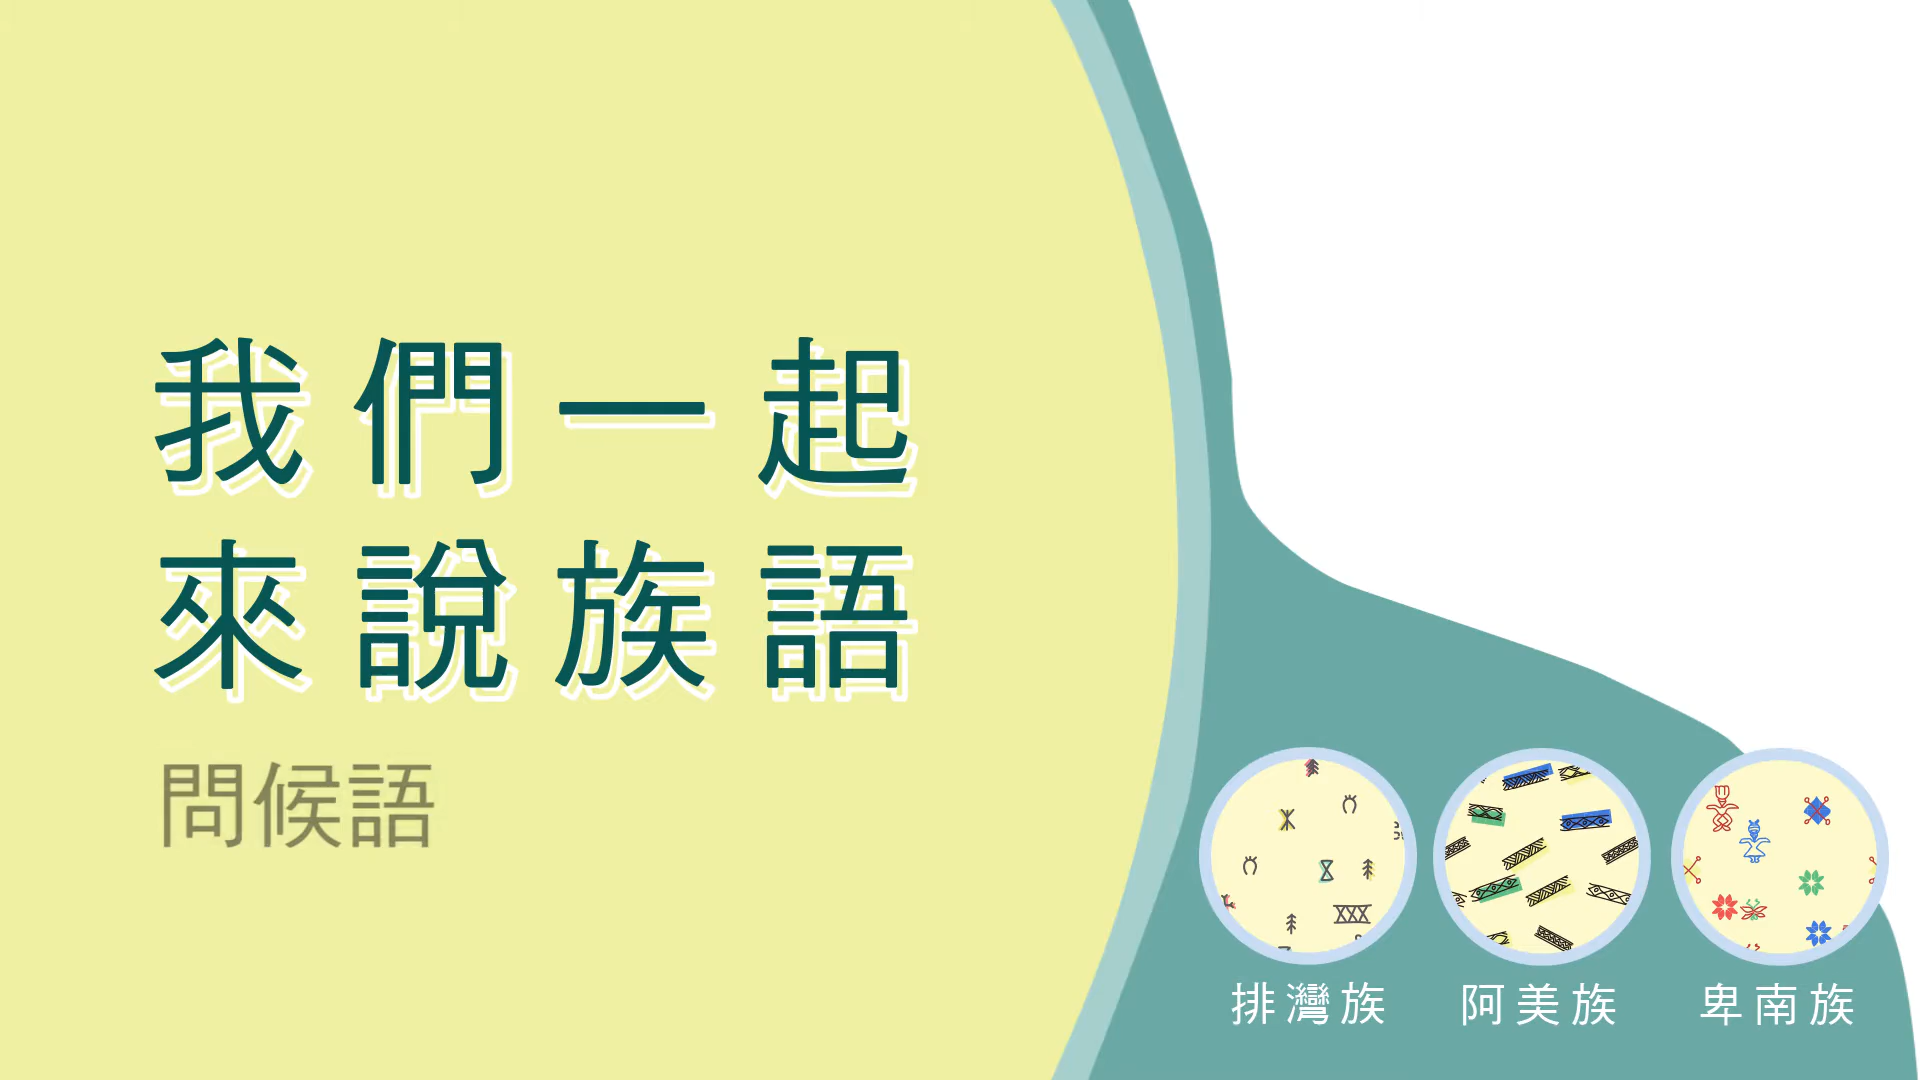 我們一起
來說族語
問候語
排灣族
阿美族
卑南族